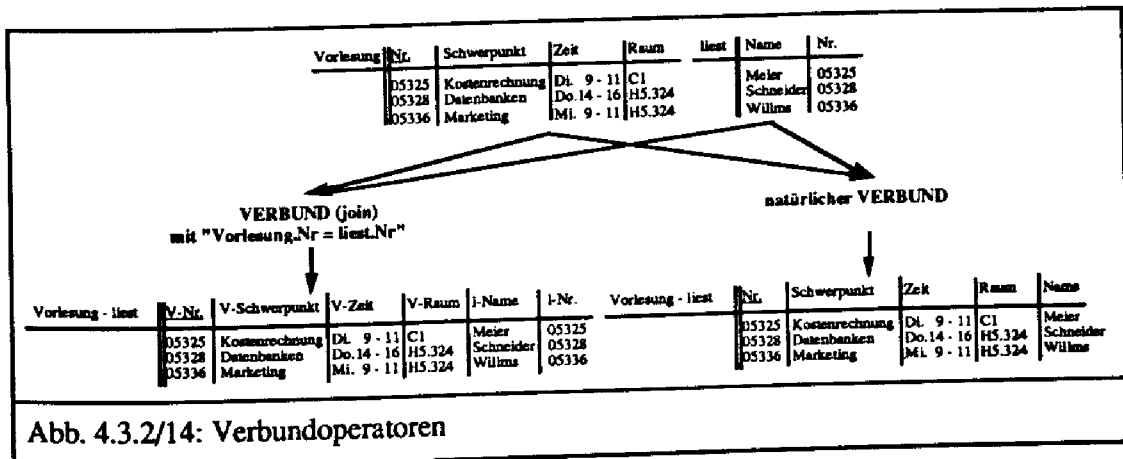 Vorlesung Nr. Schwerpunkt Zeit Raum liest Name Nr.
05325 Kostenrechnung Di. 9 - 11 C1 Meier 05325
05328 Datenbanken Do.14 - 16 H5.324 Schneider 05328
05336 Marketing Mi. 9 - 11 H5.324 Willms 05336
VERBUND (join) natürlicher VERBUND
mit "Vorlesung.Nr = liest.Nr"
Vorlesung - liest V-Nr. V-Schwerpunkt V-Zeit V-Raum l-Name l-Nr. Vorlesung - liest Nr. Schwerpunkt Zeit Raum Name
05325 Kostenrechnung Di. 9 - 11 C1 Meier 05325 05325 Kostenrechnung Di. 9 - 11 C1 Meier
05328 Datenbanken Do.14 - 16 H5.324 Schneider 05328 05328 Datenbanken Do.14 - 16 H5.324 Schneider
05336 Marketing Mi. 9 - 11 H5.324 Willms 05336 05336 Marketing Mi. 9 - 11 H5.324 Willms
Abb. 4.3.2/14: Verbundoperatoren